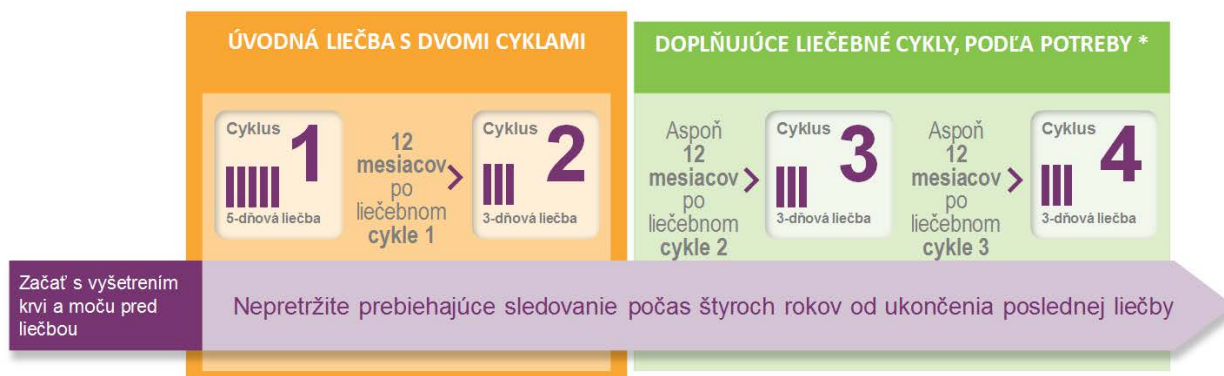 ÚVODNÁ LIEČBA S DVOMI CYKLAMI
Cyklus 1
5-dňová liečba
12
mesiacov
po
liečebnom
cykle 1
Cyklus 2
3-dňová liečba
DOPLŇUJÚCE LIEČEBNÉ CYKLY, PODĽA POTREBY *
Aspoň
12
mesiacov
po
liečebnom
cykle 2
Cyklus 3
3-dňová liečba
Aspoň
12
mesiacov
po
liečebnom
cykle 3
Cyklus 4
3-dňová liečba
Začať s vyšetrením
krvi a moču pred
liečbou
Nepretržite prebiehajúce sledovanie počas štyroch rokov od ukončenia poslednej liečby